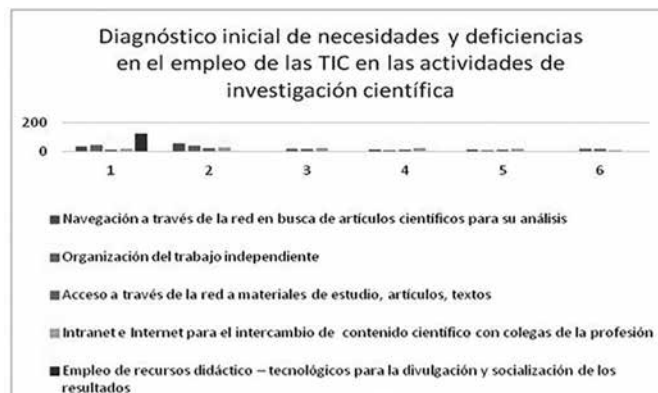 Diagnóstico inicial de necesidades y deficiencias
en el empleo de las TIC en las actividades de
investigación científica
200
0
1 2 3 4 5 6
Navegación a través de la red en busca de artículos científicos para su análisis
Organización del trabajo independiente
Acceso a través de la red a materiales de estudio, artículos, textos
Intranet e Internet para el intercambio de contenido científico con colegas de la profesión
Empleo de recursos didáctico – tecnológicos para la divulgación y socialización de los
resultados